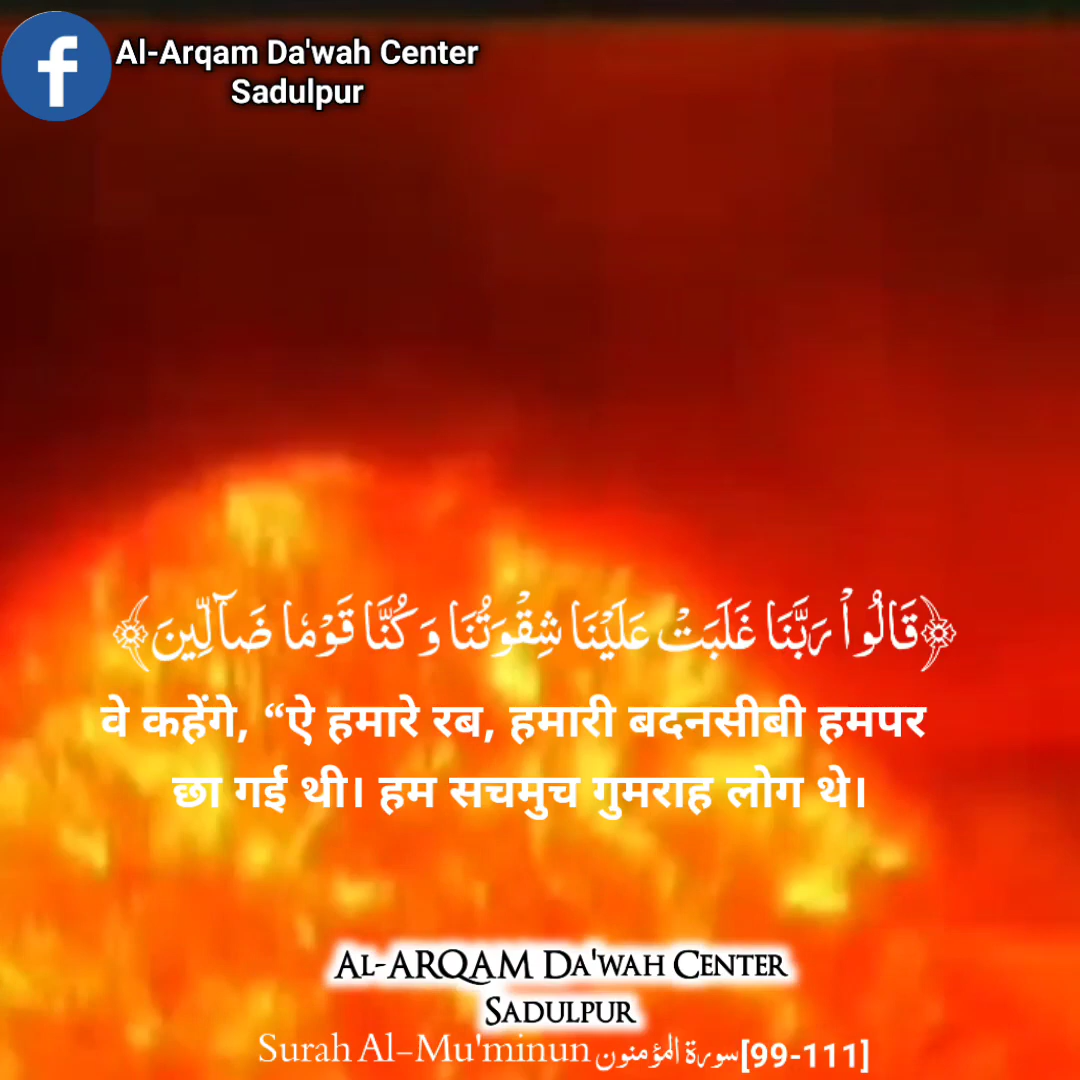 Al-Arqam Da'wah Center
Sadulpur
﴿قَالُوا۟ رَبَّنَا غَلَبَتْ عَلَيْنَا شِقْوَتُنَا وَكُنَّا قَوْمًا ضَآلِّينَ﴾
वे कहेंगे, “ऐ हमारे रब, हमारी बदनसीबी हमपर
छा गई थी। हम सचमुच गुमराह लोग थे।
AL-ARQAM DA'WAH CENTER
SADULPUR
Surah Al-Mu'minun سورة المؤمنون[99-111]